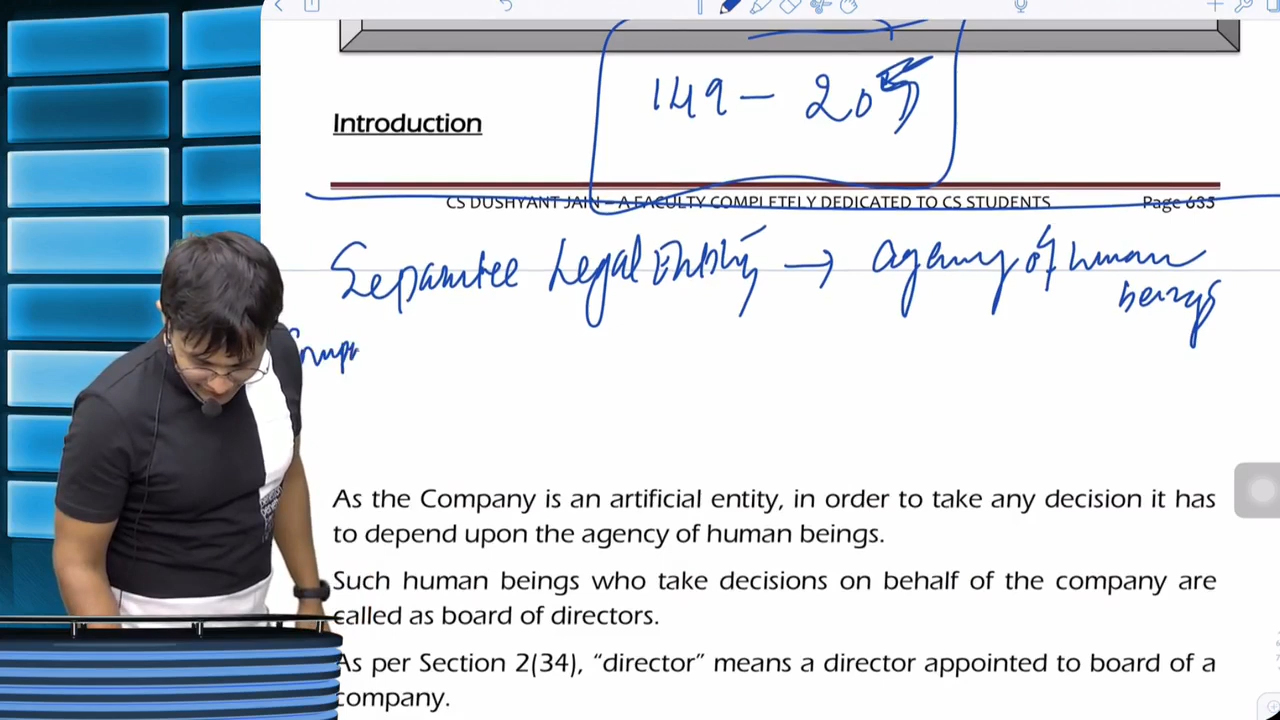 149 - 205
Introduction
CS DUSHYANT JAIN – A FACULTY COMPLETELY DEDICATED TO CS STUDENTS Page 635
Separatee Legal Entity → agency of human
beings
As the Company is an artificial entity, in order to take any decision it has
to depend upon the agency of human beings.
Such human beings who take decisions on behalf of the company are
called as board of directors.
As per Section 2(34), “director” means a director appointed to board of a
company.